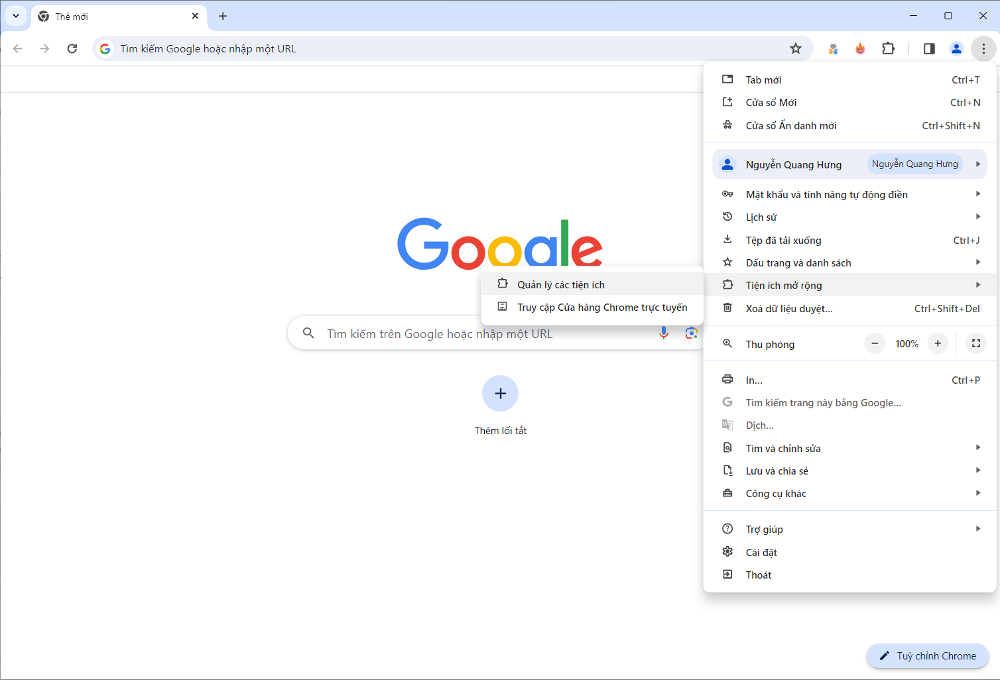 Thẻ mới
Tìm kiếm Google hoặc nhập một URL
Tab mới Ctrl+T
Cửa sổ Mới Ctrl+N
Cửa sổ Ẩn danh mới Ctrl+Shift+N
Nguyễn Quang Hưng Nguyễn Quang Hưng
Mật khẩu và tính năng tự động điền
Lịch sử
Tệp đã tải xuống Ctrl+J
Dấu trang và danh sách
Tiện ích mở rộng
Xoá dữ liệu duyệt... Ctrl+Shift+Del
Thu phóng 100%
In... Ctrl+P
Tìm kiếm trang này bằng Google...
Dịch...
Tìm và chỉnh sửa
Lưu và chia sẻ
Công cụ khác
Trợ giúp
Cài đặt
Thoát
Google
Quản lý các tiện ích
Truy cập Cửa hàng Chrome trực tuyến
Tìm kiếm trên Google hoặc nhập một URL
Thêm lối tắt
Tuỳ chỉnh Chrome